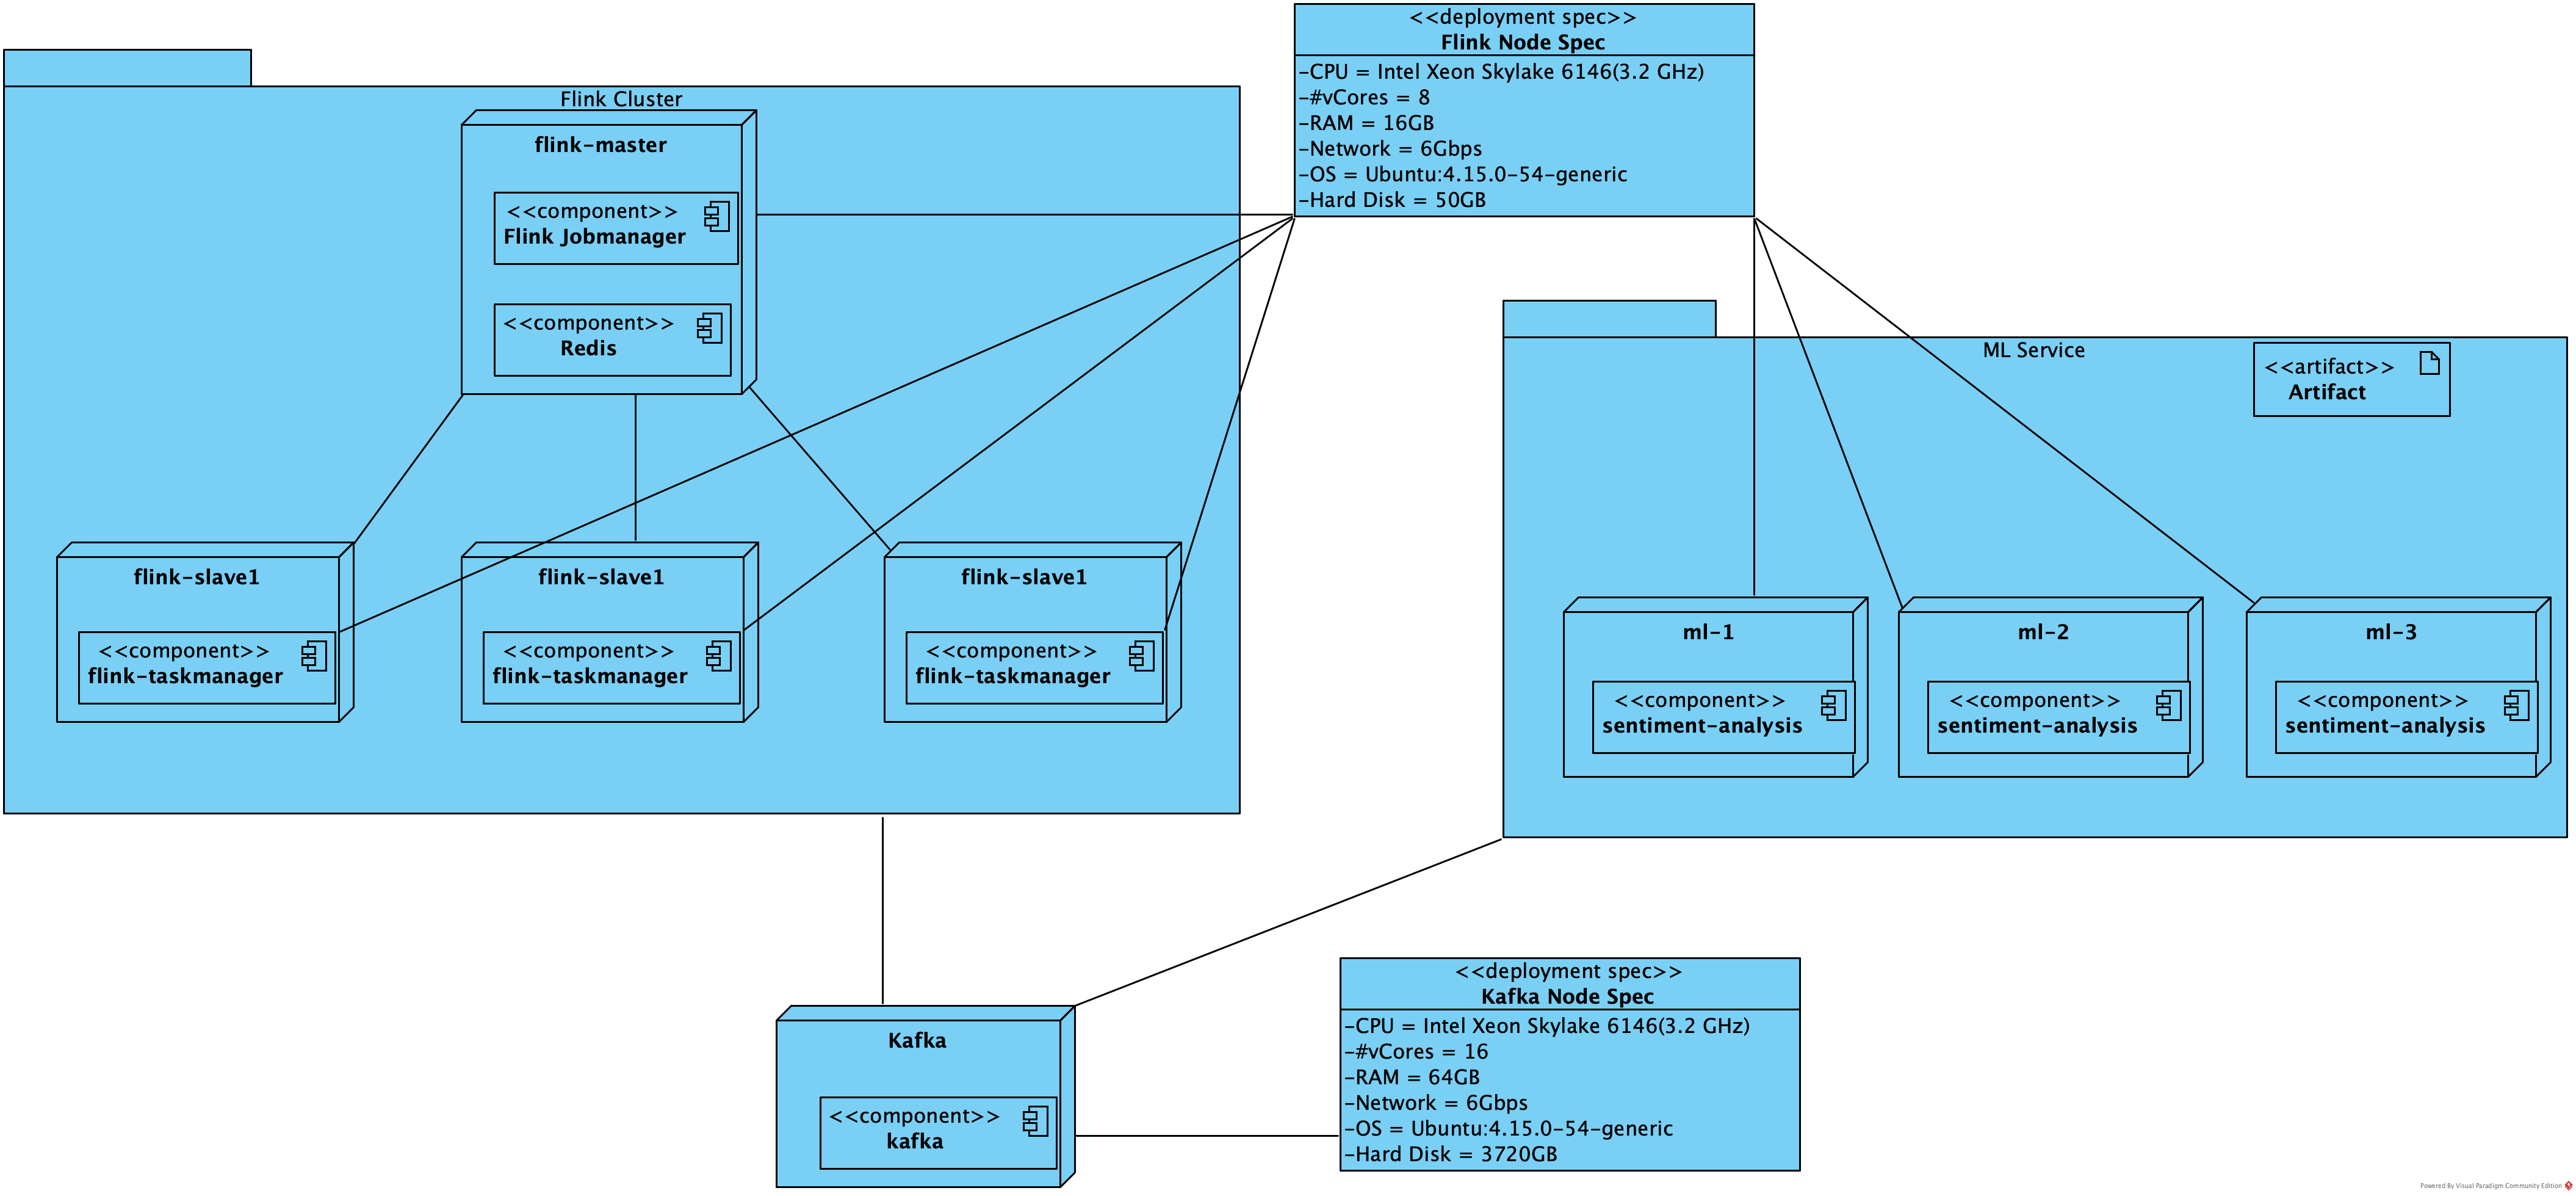 <<deployment spec>>
Flink Node Spec
-CPU = Intel Xeon Skylake 6146(3.2 GHz)
-#vCores = 8
-RAM = 16GB
-Network = 6Gbps
-OS = Ubuntu:4.15.0-54-generic
-Hard Disk = 50GB
Flink Cluster
flink-master
<<component>>
Flink Jobmanager
<<component>>
Redis
flink-slave1
<<component>>
flink-taskmanager
flink-slave1
<<component>>
flink-taskmanager
flink-slave1
<<component>>
flink-taskmanager
ML Service
<<artifact>>
Artifact
ml-1
<<component>>
sentiment-analysis
ml-2
<<component>>
sentiment-analysis
ml-3
<<component>>
sentiment-analysis
Kafka
<<component>>
kafka
<<deployment spec>>
Kafka Node Spec
-CPU = Intel Xeon Skylake 6146(3.2 GHz)
-#vCores = 16
-RAM = 64GB
-Network = 6Gbps
-OS = Ubuntu:4.15.0-54-generic
-Hard Disk = 3720GB
Powered By Visual Paradigm Community Edition